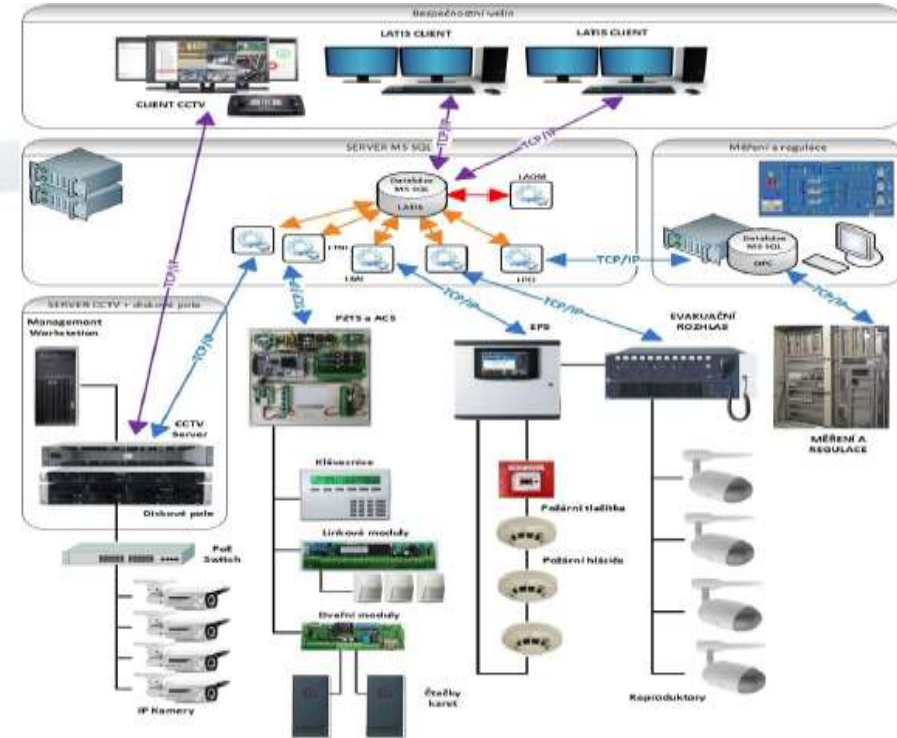 Bezpečnostní velín
LATIS CLIENT
LATIS CLIENT
CLIENT CCTV
TCP/IP
TCP/IP
SERVER MS SQL
Měření a regulace
Databáze
MS SQL
LATIS
TCP/IP
TCP/IP
Databáze
MS SQL
OPC
TCP/IP
SERVER CCTV + diskové pole
Management
Workstation
TCP/IP
TCP/IP
PZTS a ACS
TCP/IP
EPS
TCP/IP
EVAKUAČNÍ
ROZHLAS
CCTV
Server
Diskové pole
MĚŘENÍ A
REGULACE
Klávesnice
Požární tlačítka
Linkové moduly
PoE
Switch
Požární hlásiče
Dveřní moduly
Čtečky
karet
IP Kamery
Reproduktory